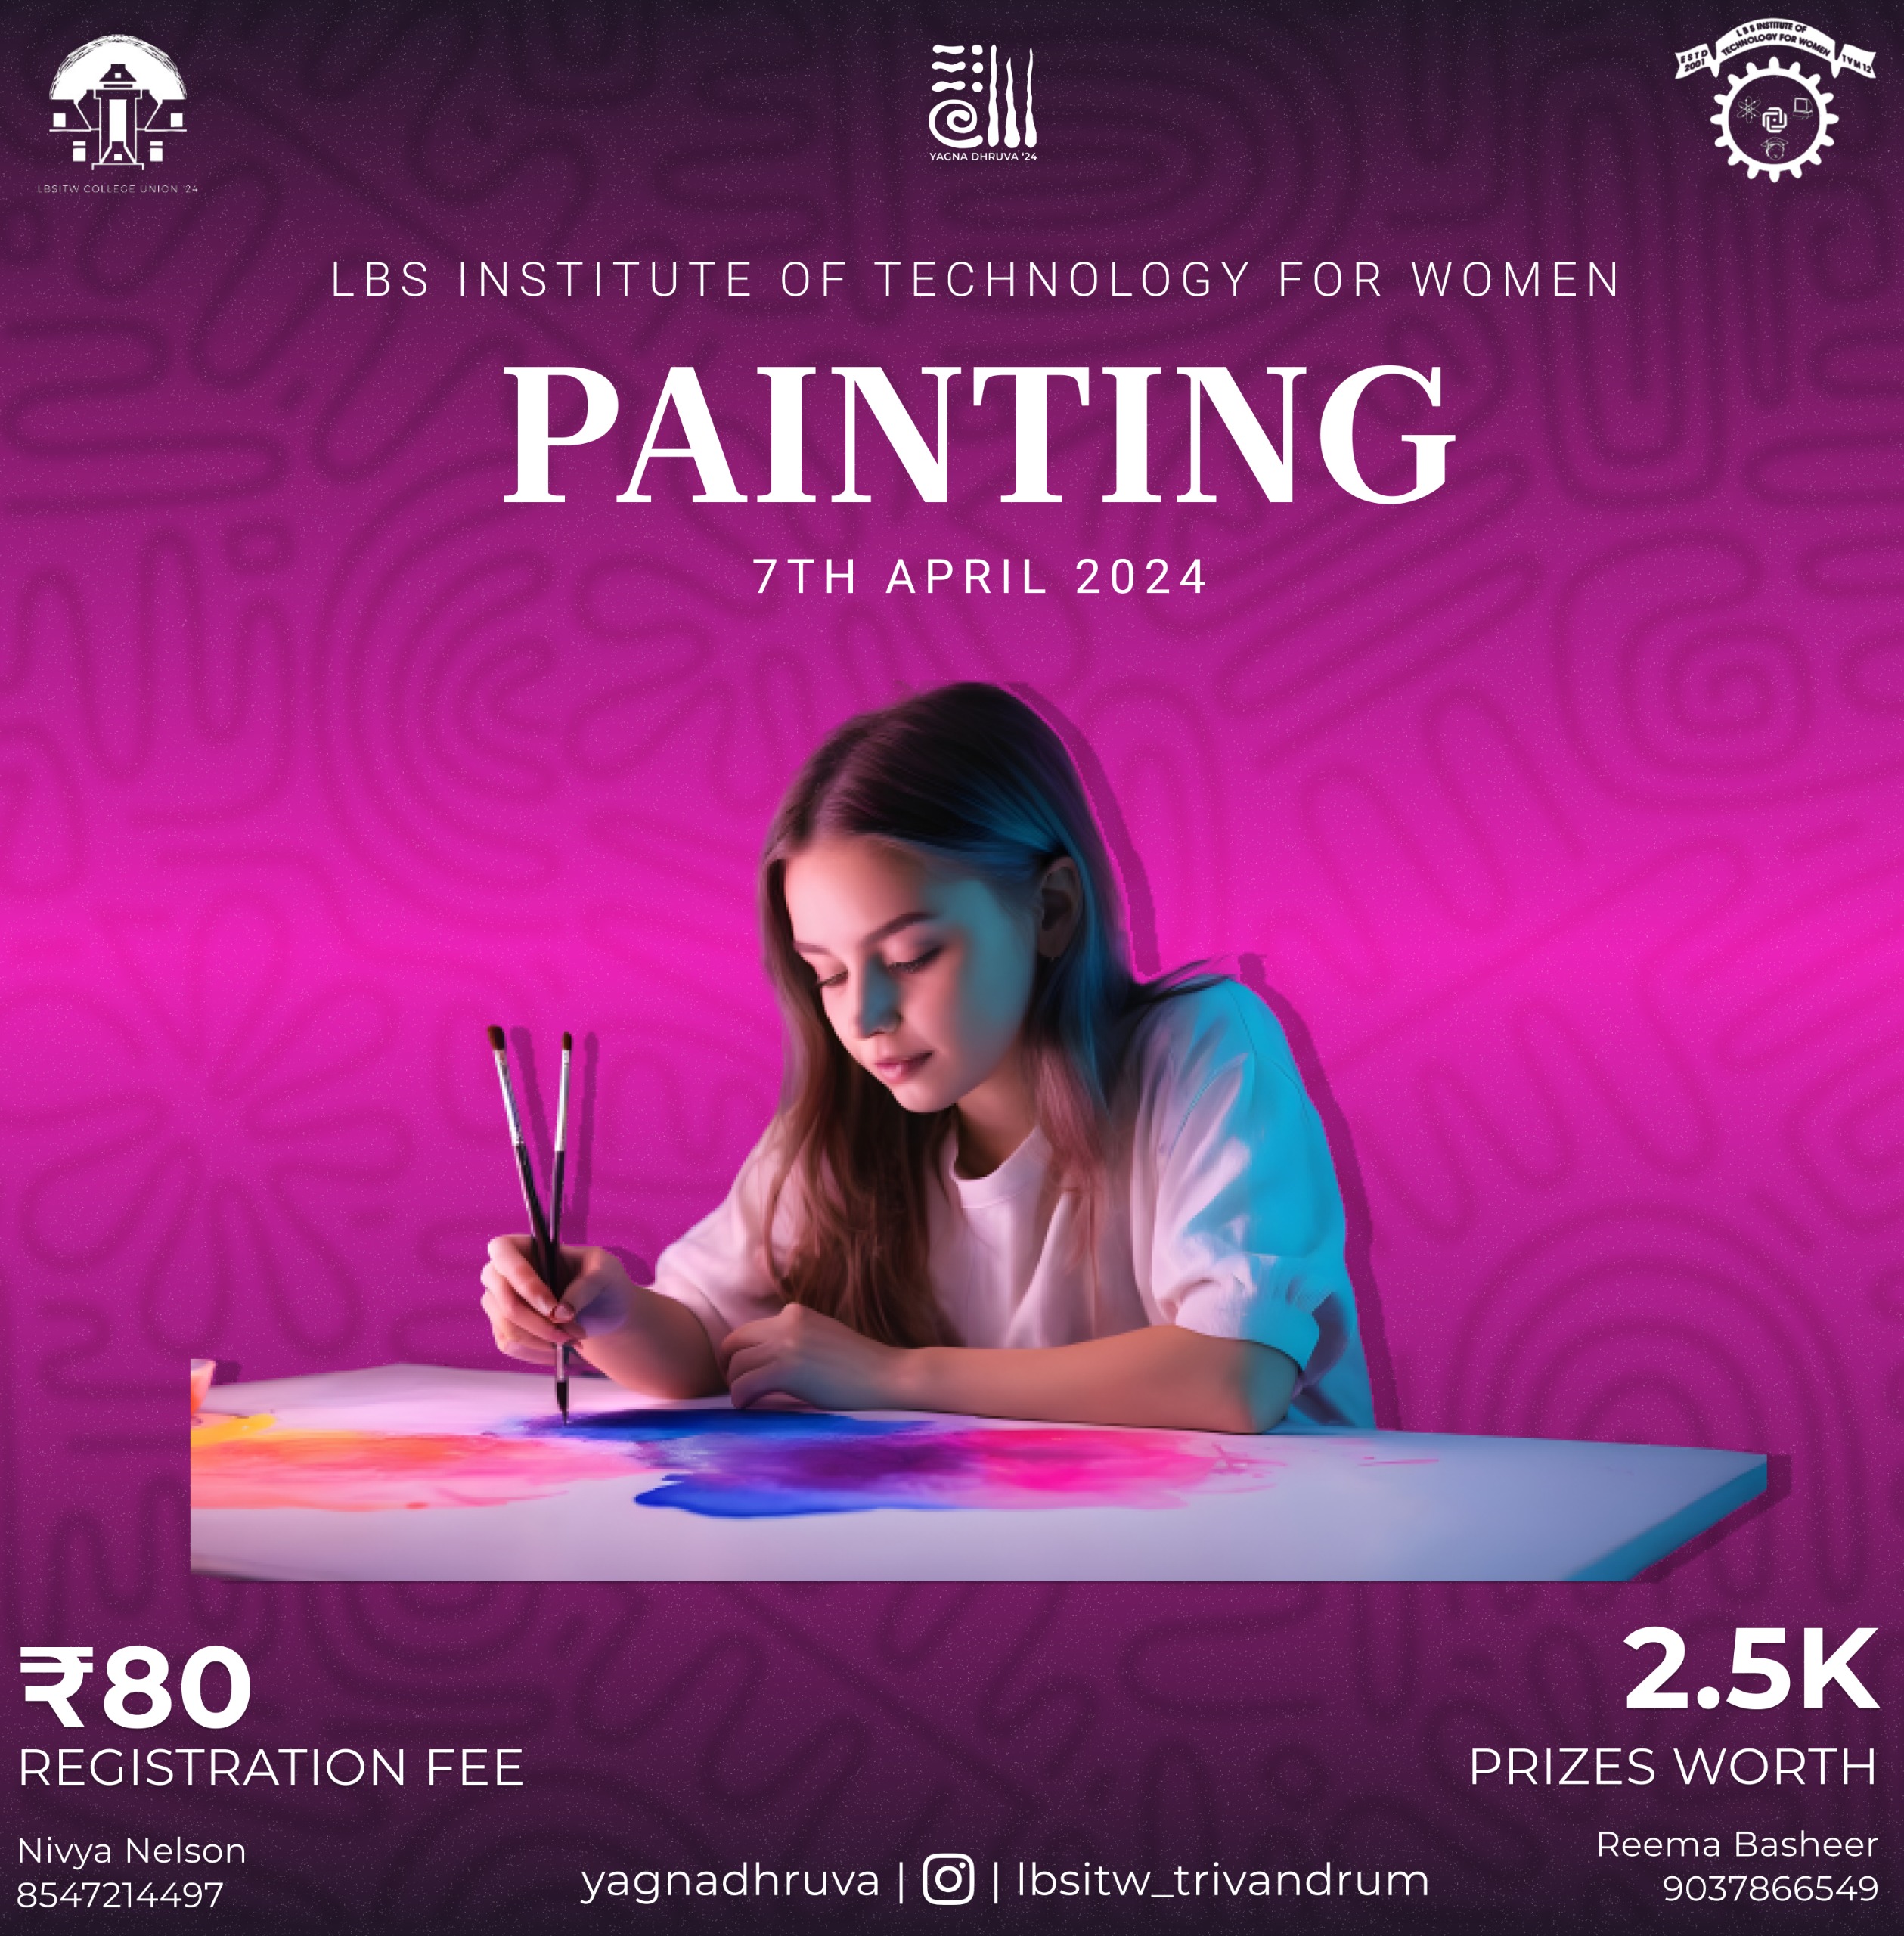 LBSITW COLLEGE UNION '24
YAGNA DHRUVA '24
ESTD 2001
LBS INSTITUTE OF
TECHNOLOGY FOR WOMEN
TVM 12
LBS INSTITUTE OF TECHNOLOGY FOR WOMEN
PAINTING
7TH APRIL 2024
₹80
REGISTRATION FEE
2.5K
PRIZES WORTH
Nivya Nelson
8547214497
yagnadhruva | | lbsitw_trivandrum
Reema Basheer
9037866549